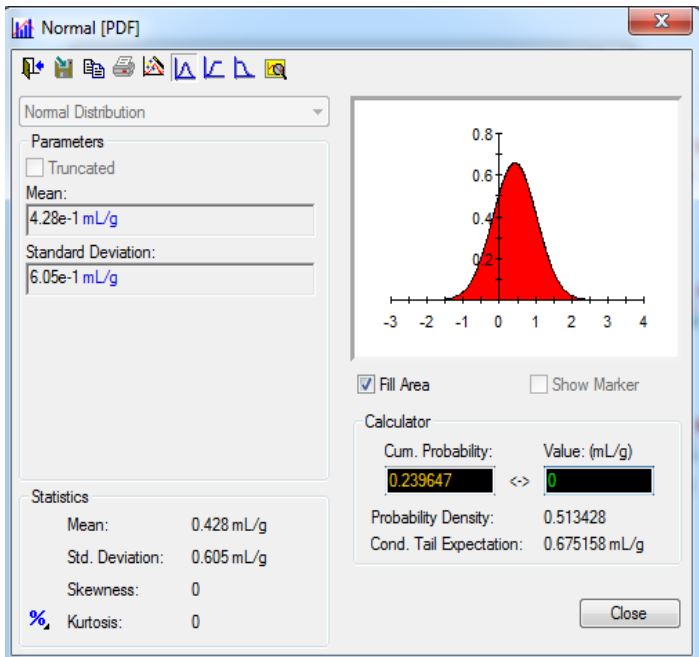 Normal [PDF]
Normal Distribution
Parameters
Truncated
Mean:
4.28e-1 mL/g
Standard Deviation:
6.05e-1 mL/g
0.8
0.6
0.4
0.2
-3 -2 -1 0 1 2 3 4
Fill Area Show Marker
Calculator
Cum. Probability: Value: (mL/g)
0.239647 <-> 0
Probability Density: 0.513428
Cond. Tail Expectation: 0.675158 mL/g
Statistics
Mean: 0.428 mL/g
Std. Deviation: 0.605 mL/g
Skewness: 0
% Kurtosis: 0
Close